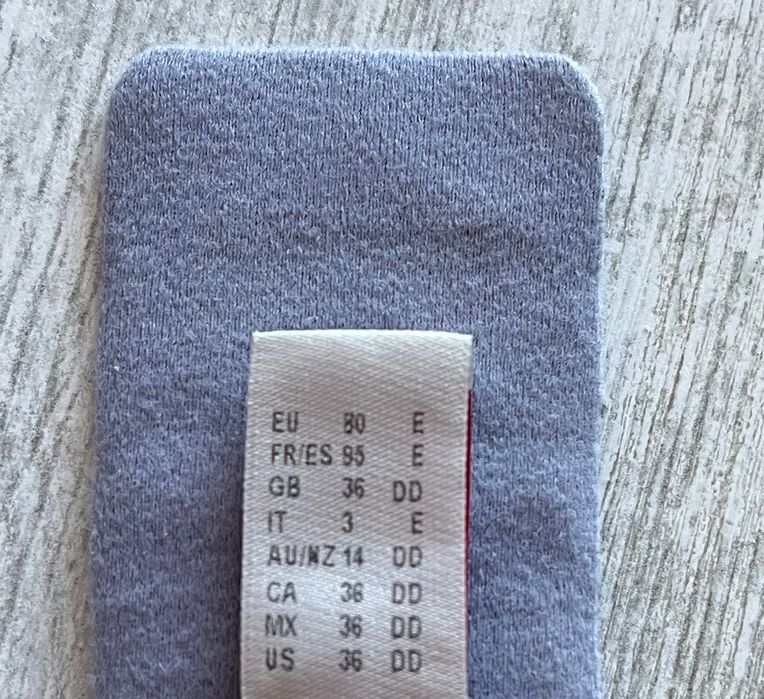 EU 80 E
FR/ES 95 E
GB 36 DD
IT 3 E
AU/NZ 14 DD
CA 36 DD
MX 36 DD
US 36 DD